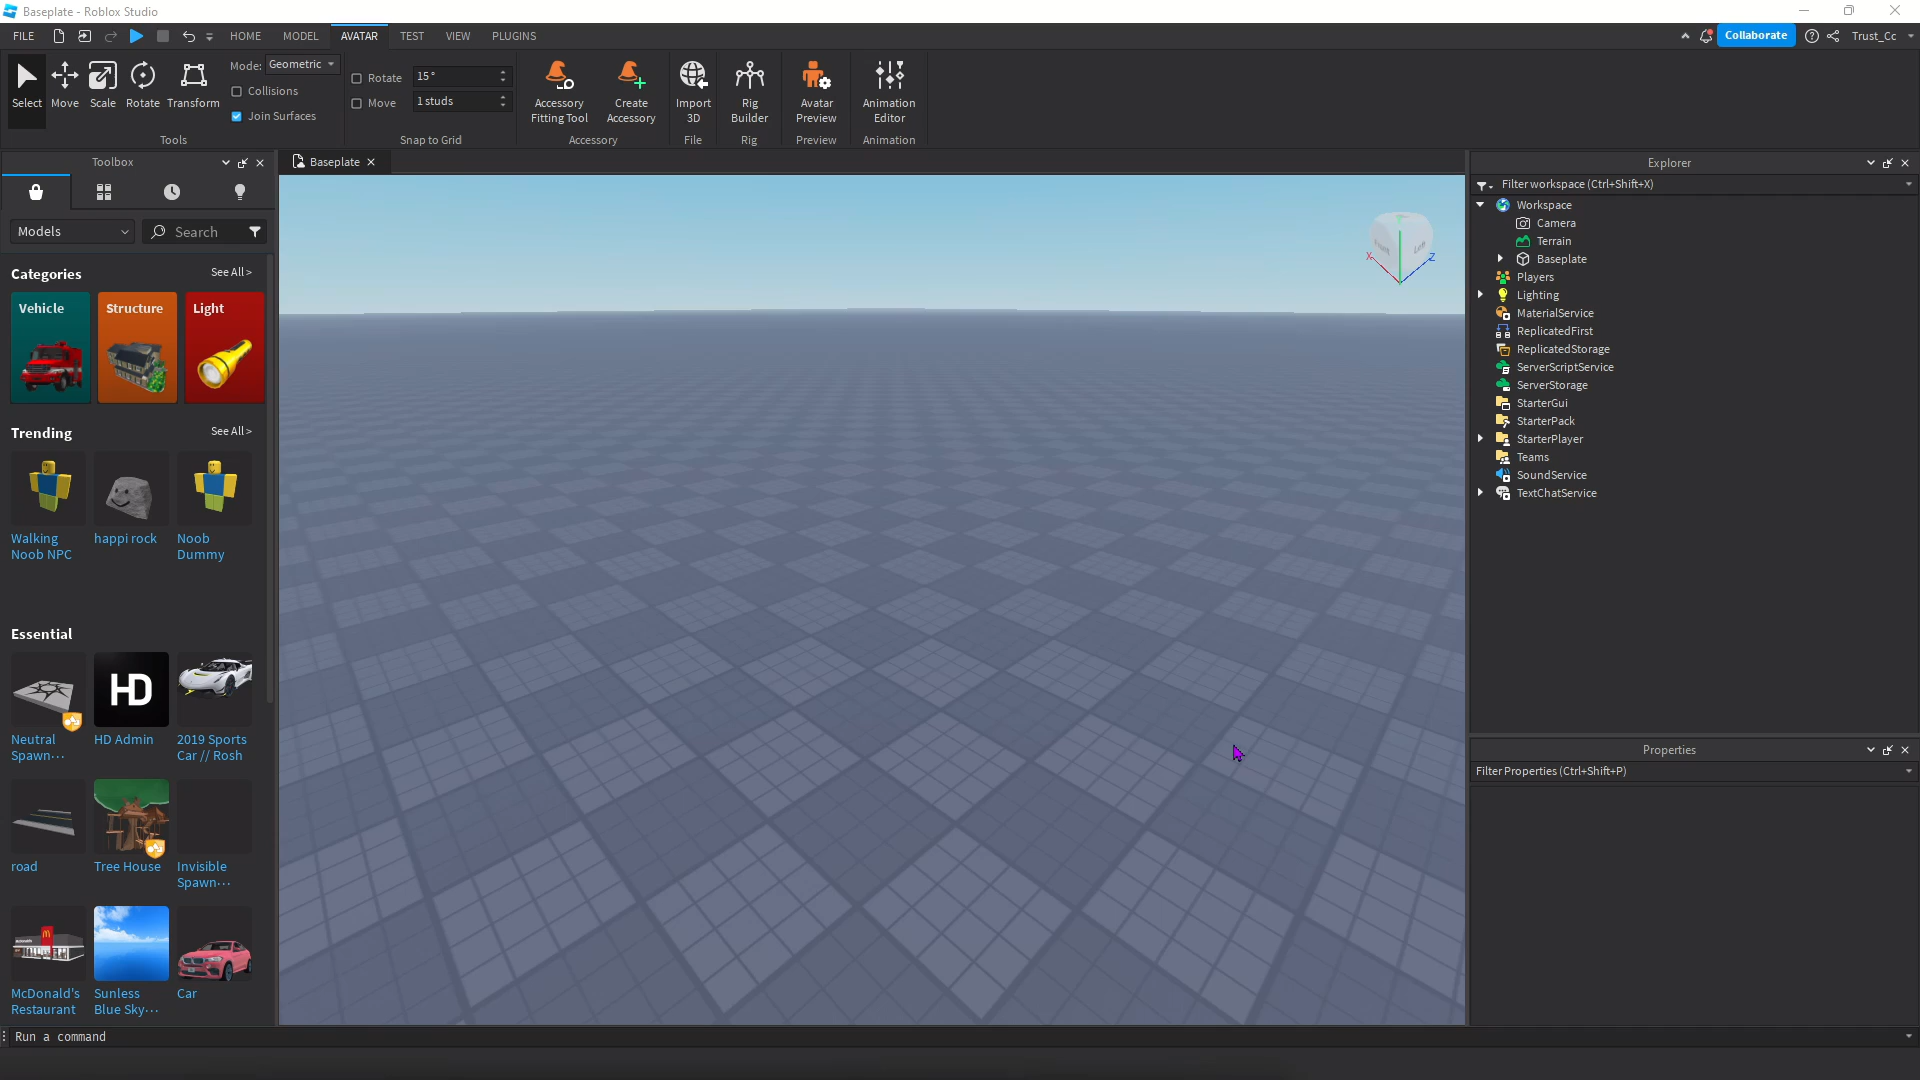 Baseplate - Roblox Studio
FILE HOME MODEL AVATAR TEST VIEW PLUGINS Collaborate Trust_Cc
Select Move Scale Rotate Transform
Mode: Geometric
Collisions
Join Surfaces
Tools
Rotate 15°
Move 1 studs
Snap to Grid
Accessory
Fitting Tool
Create
Accessory
Accessory
Import
3D
File
Rig
Builder
Rig
Avatar
Preview
Preview
Animation
Editor
Animation
Toolbox
Models
Search
Categories See All >
Vehicle Structure Light
Trending See All >
Walking
Noob NPC
happi rock
Noob
Dummy
Essential
HD
Neutral
Spawn...
HD Admin
2019 Sports
Car // Rosh
road
Tree House
Invisible
Spawn...
McDonald's
Restaurant
Sunless
Blue Sky...
Car
Baseplate
Front Left
X Z
Explorer
Filter workspace (Ctrl+Shift+X)
Workspace
Camera
Terrain
Baseplate
Players
Lighting
MaterialService
ReplicatedFirst
ReplicatedStorage
ServerScriptService
ServerStorage
StarterGui
StarterPack
StarterPlayer
Teams
SoundService
TextChatService
Properties
Filter Properties (Ctrl+Shift+P)
Run a command